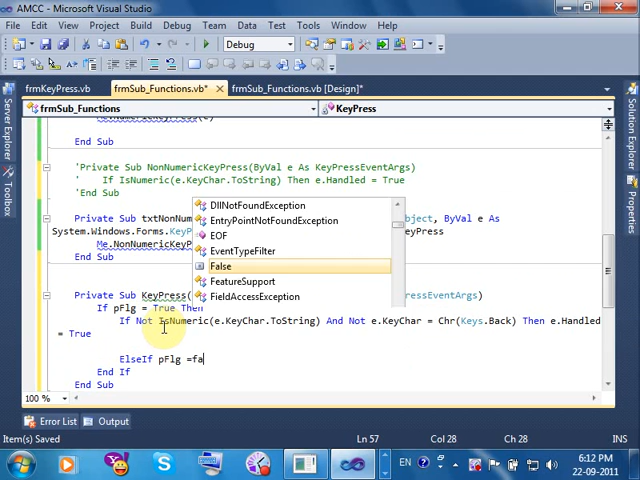 AMCC - Microsoft Visual Studio
File Edit View Project Build Debug Team Data Test Tools Window Help
Debug
frmKeyPress.vb frmSub_Functions.vb* frmSub_Functions.vb [Design]*
frmSub_Functions KeyPress
Server Explorer
Toolbox
Solution Explorer
Properties
End Sub
'Private Sub NonNumericKeyPress(ByVal e As KeyPressEventArgs)
' If IsNumeric(e.KeyChar.ToString) Then e.Handled = True
'End Sub
DllNotFoundException
EntryPointNotFoundException
EOF
EventTypeFilter
False
FeatureSupport
FieldAccessException
Private Sub txtNonNu bject, ByVal e As
System.Windows.Forms.KeyP KeyPress
Me.NonNumericKeyP
End Sub
Private Sub KeyPress( ressEventArgs)
If pFlg = True Then
If Not IsNumeric(e.KeyChar.ToString) And Not e.KeyChar = Chr(Keys.Back) Then e.Handled
= True
ElseIf pFlg =fa
End If
End Sub
100 %
Error List Output
Item(s) Saved Ln 57 Col 28 Ch 28 INS
EN 6:12 PM
22-09-2011